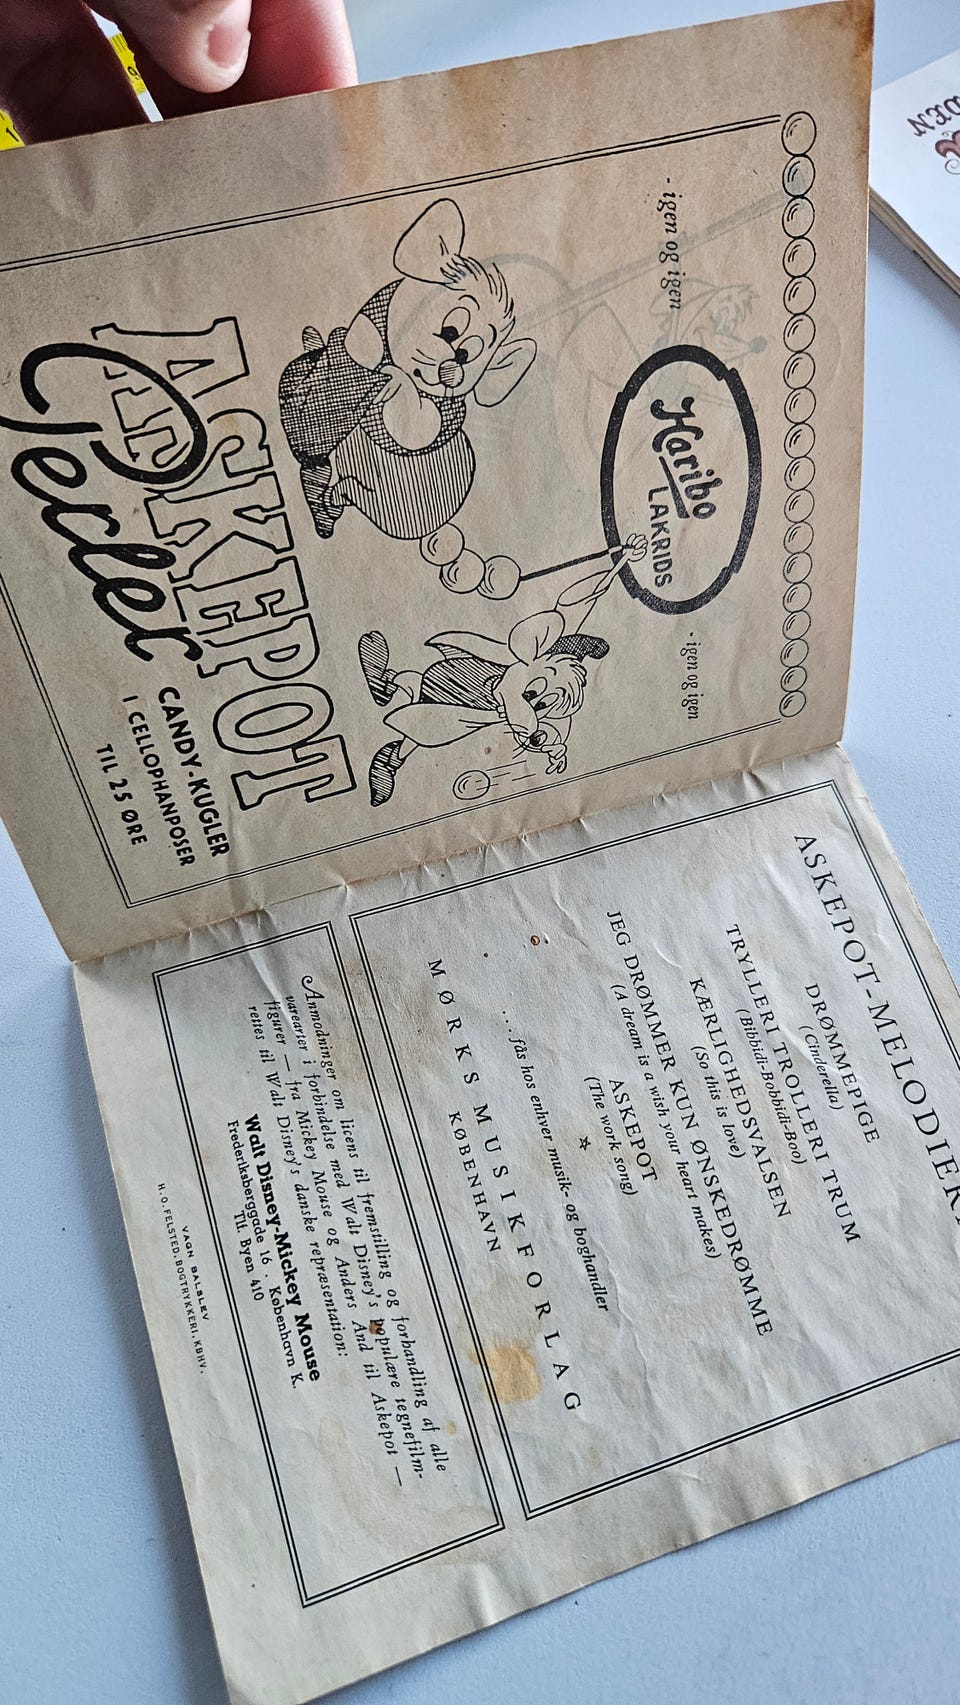 - igen og igen
Haribo
LAKRIDS
- igen og igen
ASKEPOT
Perler
CANDY-KUGLER
I CELLOPHANPOSER
TIL 25 ØRE
ASKEPOT-MELODIER
DRØMMEPIGE
(Cinderella)
TRYLLERI TROLLERI TRUM
(Bibbidi-Bobbidi-Boo)
KÆRLIGHEDSVALSEN
(So this is love)
JEG DRØMMER KUN ØNSKEDRØMME
(A dream is a wish your heart makes)
ASKEPOT
(The work song)
....fås hos enhver musik- og boghandler
MØRKS MUSIKFORLAG
KØBENHAVN
Anmodninger om licens til fremstilling og forhandling af alle
varearter i forbindelse med Walt Disney's populære tegnefilm-
figurer — fra Mickey Mouse og Anders And til Askepot —
rettes til Walt Disney's danske repræsentation:
Walt Disney-Mickey Mouse
Frederiksberggade 16 . København K.
Tlf. Byen 410
VAGN BALSLEV
H.O.FELSTED.BOGTRYKKERI.KBHV.